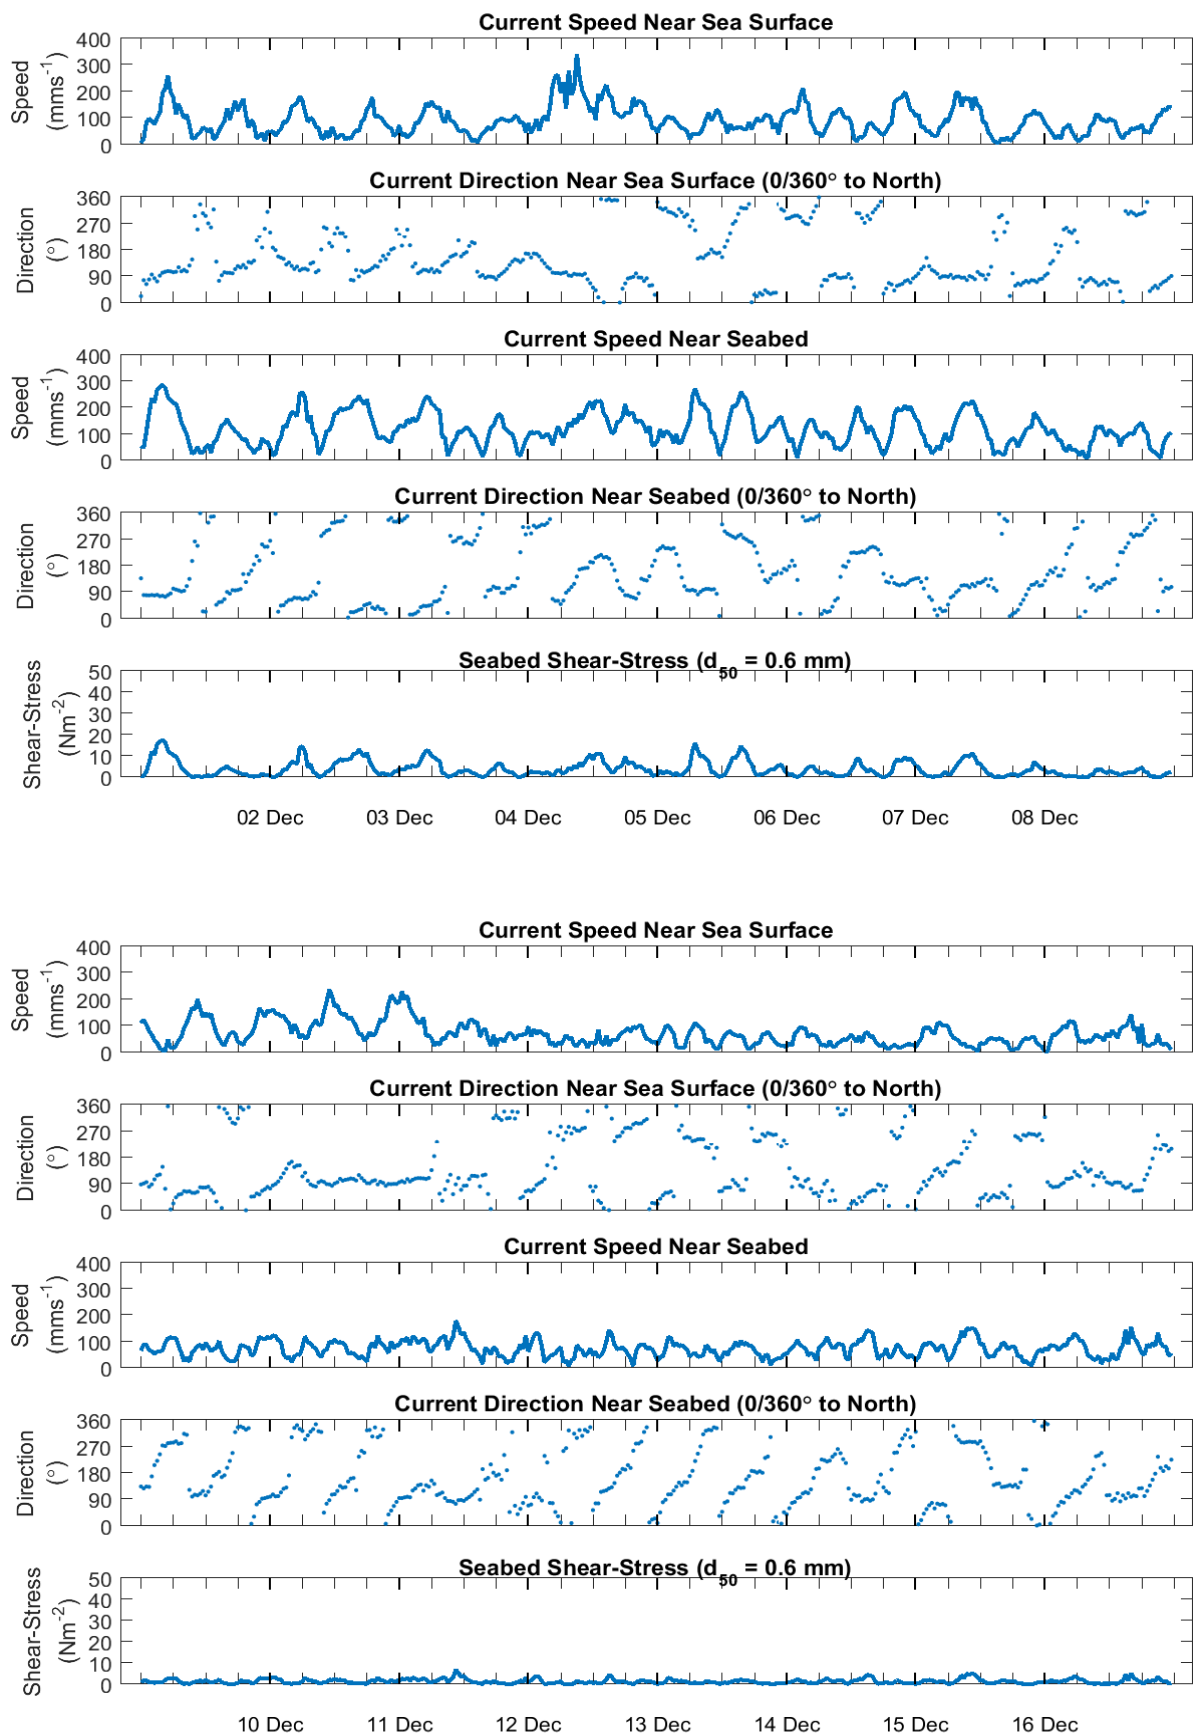 Current Speed Near Sea Surface
Speed
(mms-1)
400
300
200
100
0
Current Direction Near Sea Surface (0/360° to North)
Direction
(°)
360
270
180
90
0
Current Speed Near Seabed
Speed
(mms-1)
400
300
200
100
0
Current Direction Near Seabed (0/360° to North)
Direction
(°)
360
270
180
90
0
Seabed Shear-Stress (d50 = 0.6 mm)
Shear-Stress
(Nm-2)
50
40
30
20
10
0
02 Dec 03 Dec 04 Dec 05 Dec 06 Dec 07 Dec 08 Dec
Current Speed Near Sea Surface
Speed
(mms-1)
400
300
200
100
0
Current Direction Near Sea Surface (0/360° to North)
Direction
(°)
360
270
180
90
0
Current Speed Near Seabed
Speed
(mms-1)
400
300
200
100
0
Current Direction Near Seabed (0/360° to North)
Direction
(°)
360
270
180
90
0
Seabed Shear-Stress (d50 = 0.6 mm)
Shear-Stress
(Nm-2)
50
40
30
20
10
0
10 Dec 11 Dec 12 Dec 13 Dec 14 Dec 15 Dec 16 Dec